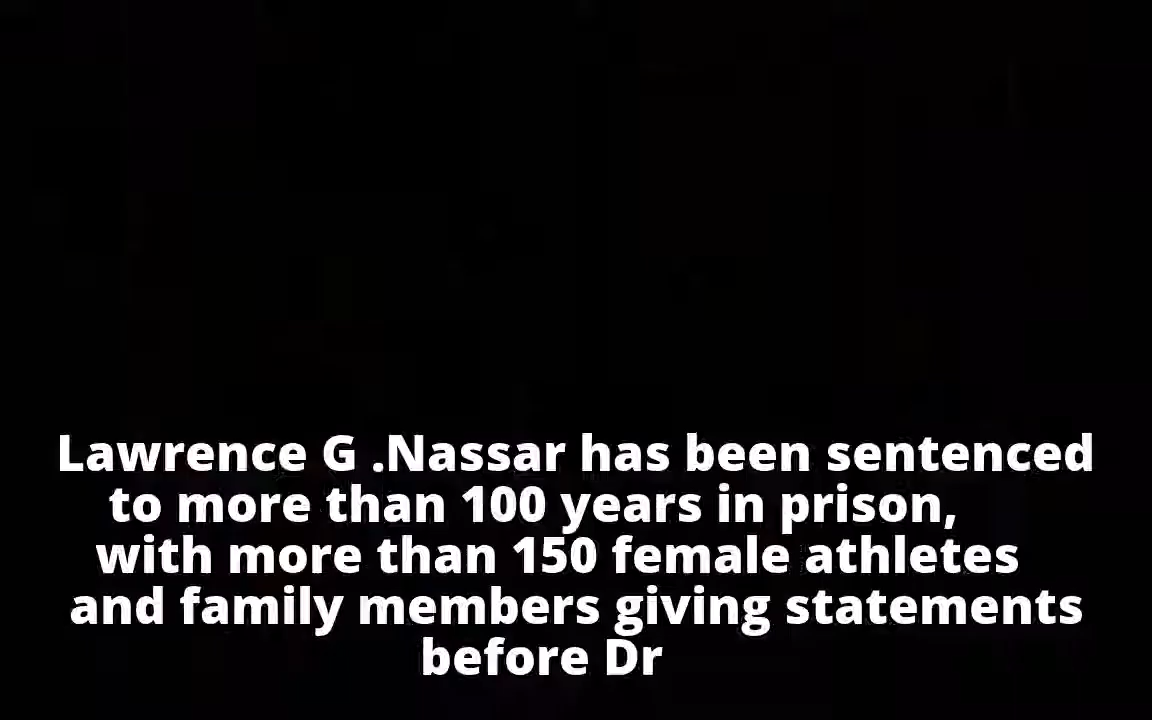 Lawrence G .Nassar has been sentenced
to more than 100 years in prison,
with more than 150 female athletes
and family members giving statements
before Dr